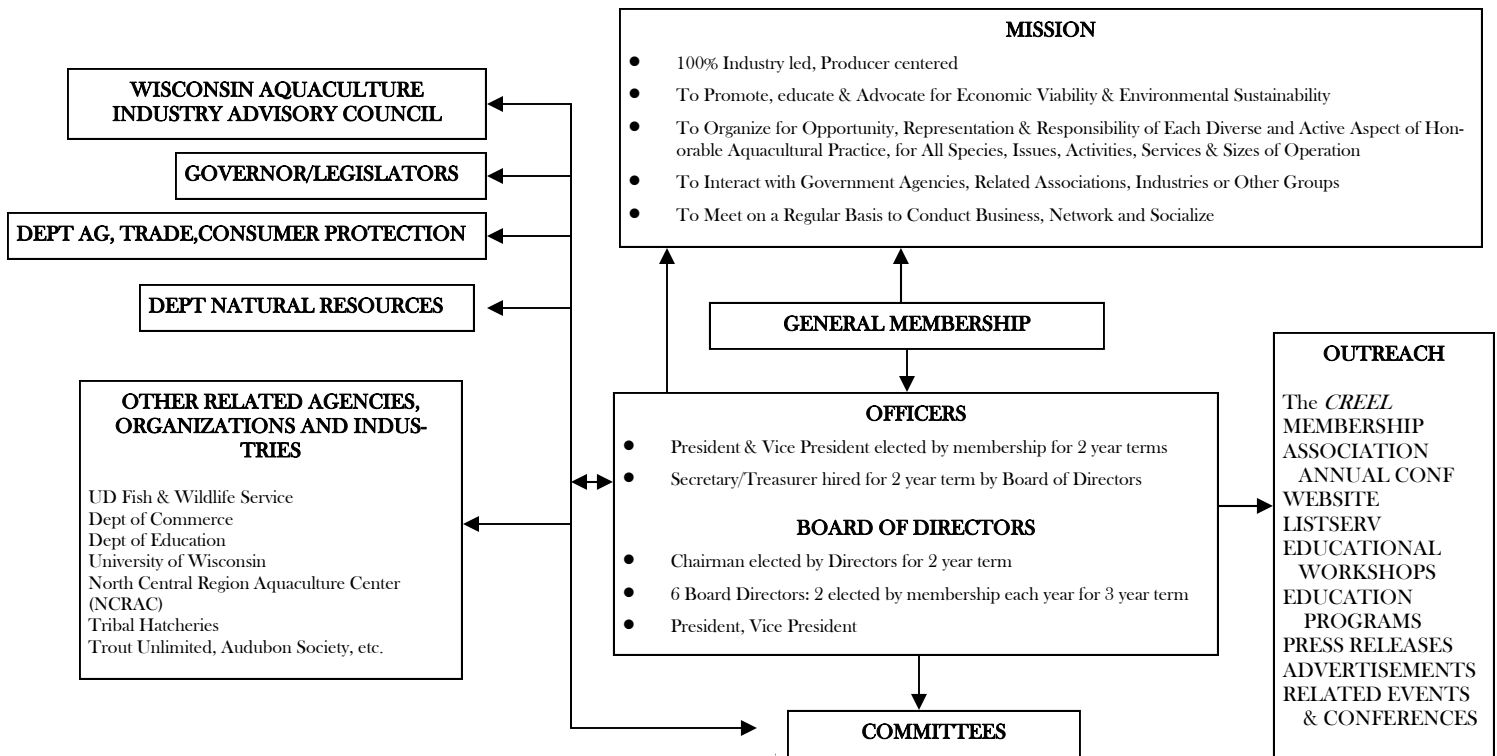 MISSION
100% Industry led, Producer centered
To Promote, educate & Advocate for Economic Viability & Environmental Sustainability
To Organize for Opportunity, Representation & Responsibility of Each Diverse and Active Aspect of Hon-
orable Aquacultural Practice, for All Species, Issues, Activities, Services & Sizes of Operation
To Interact with Government Agencies, Related Associations, Industries or Other Groups
To Meet on a Regular Basis to Conduct Business, Network and Socialize
WISCONSIN AQUACULTURE
INDUSTRY ADVISORY COUNCIL
GOVERNOR/LEGISLATORS
DEPT AG, TRADE,CONSUMER PROTECTION
DEPT NATURAL RESOURCES
GENERAL MEMBERSHIP
OTHER RELATED AGENCIES,
ORGANIZATIONS AND INDUS-
TRIES
UD Fish & Wildlife Service
Dept of Commerce
Dept of Education
University of Wisconsin
North Central Region Aquaculture Center
(NCRAC)
Tribal Hatcheries
Trout Unlimited, Audubon Society, etc.
OFFICERS
President & Vice President elected by membership for 2 year terms
Secretary/Treasurer hired for 2 year term by Board of Directors
BOARD OF DIRECTORS
Chairman elected by Directors for 2 year term
6 Board Directors: 2 elected by membership each year for 3 year term
President, Vice President
OUTREACH
The CREEL
MEMBERSHIP
ASSOCIATION
ANNUAL CONF
WEBSITE
LISTSERV
EDUCATIONAL
WORKSHOPS
EDUCATION
PROGRAMS
PRESS RELEASES
ADVERTISEMENTS
RELATED EVENTS
& CONFERENCES
COMMITTEES